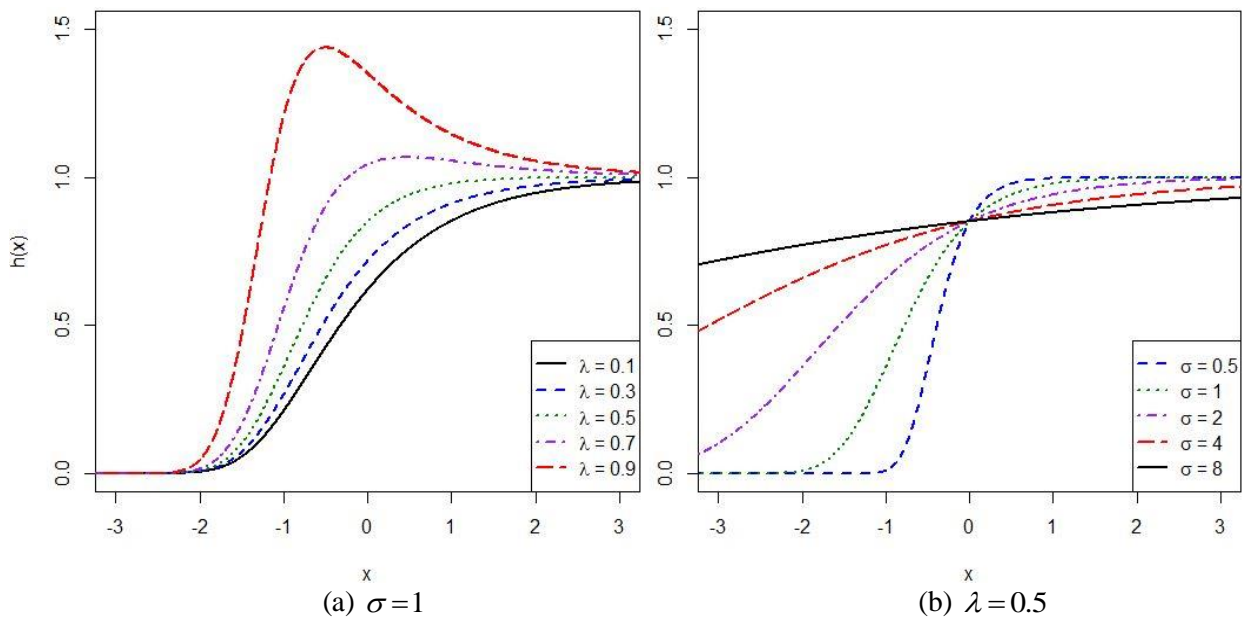 1.5
1.0
0.5
0.0
h(x)
λ = 0.1
λ = 0.3
λ = 0.5
λ = 0.7
λ = 0.9
-3 -2 -1 0 1 2 3
x
(a) σ=1
1.5
1.0
0.5
0.0
σ = 0.5
σ = 1
σ = 2
σ = 4
σ = 8
-3 -2 -1 0 1 2 3
x
(b) λ=0.5